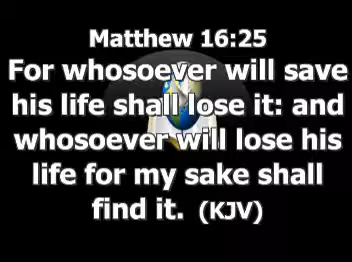 Matthew 16:25
For whosoever will save
his life shall lose it: and
whosoever will lose his
life for my sake shall
find it. (KJV)